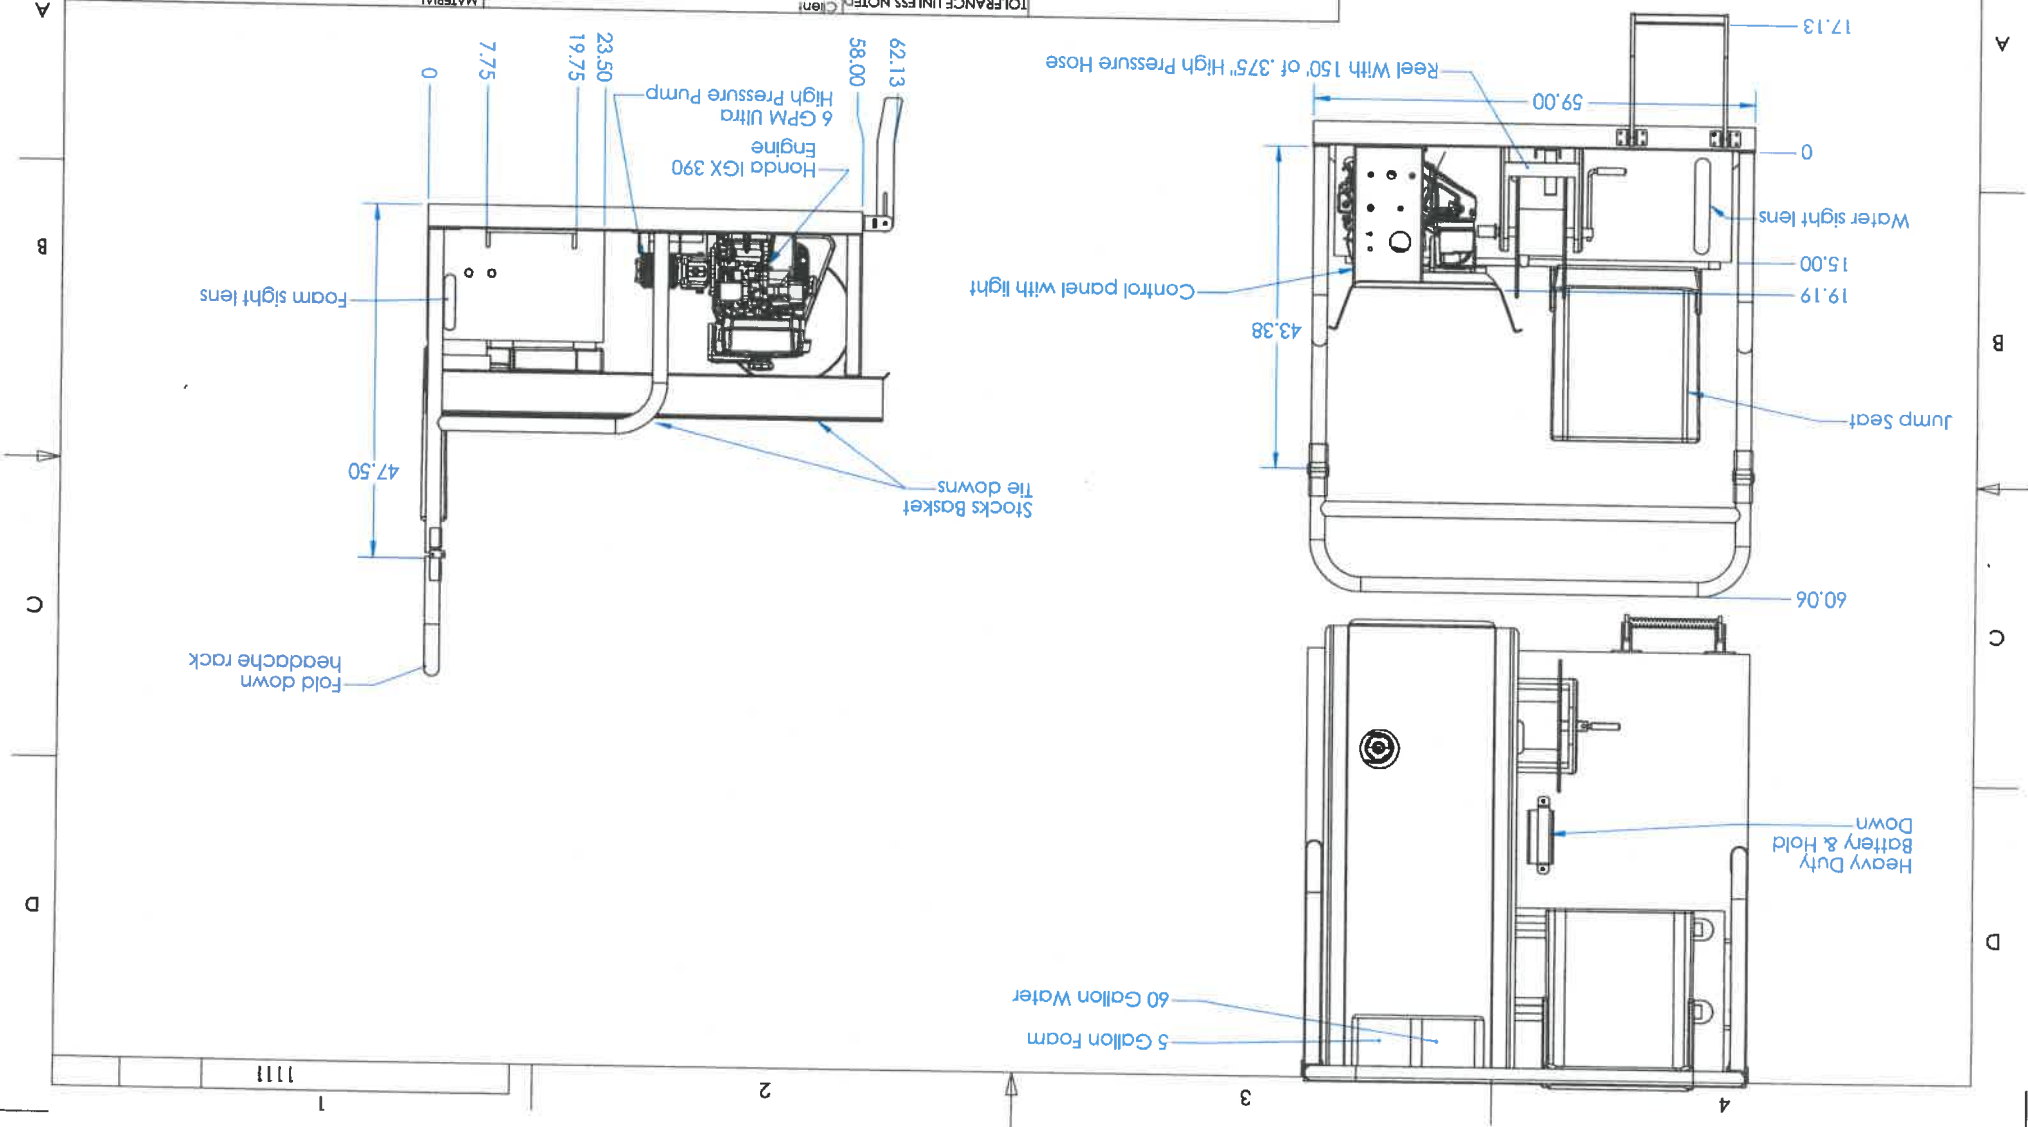 4
3
2
1
1111
D
D
5 Gallon Foam
60 Gallon Water
Heavy Duty
Battery & Hold
Down
Fold down
headache rack
C
C
60.06
Stocks Basket
Tie downs
47.50
Jump Seat
43.38
B
B
19.19
15.00
Control panel with light
Foam sight lens
Water sight lens
0
Honda IGX 390
Engine
6 GPM Ultra
High Pressure Pump
59.00
Reel With 150' of .375" High Pressure Hose
17.13
62.13
58.00
23.50
19.75
7.75
0
A
A
TOLERANCE UNLESS NOTED
Client
MATERIAL